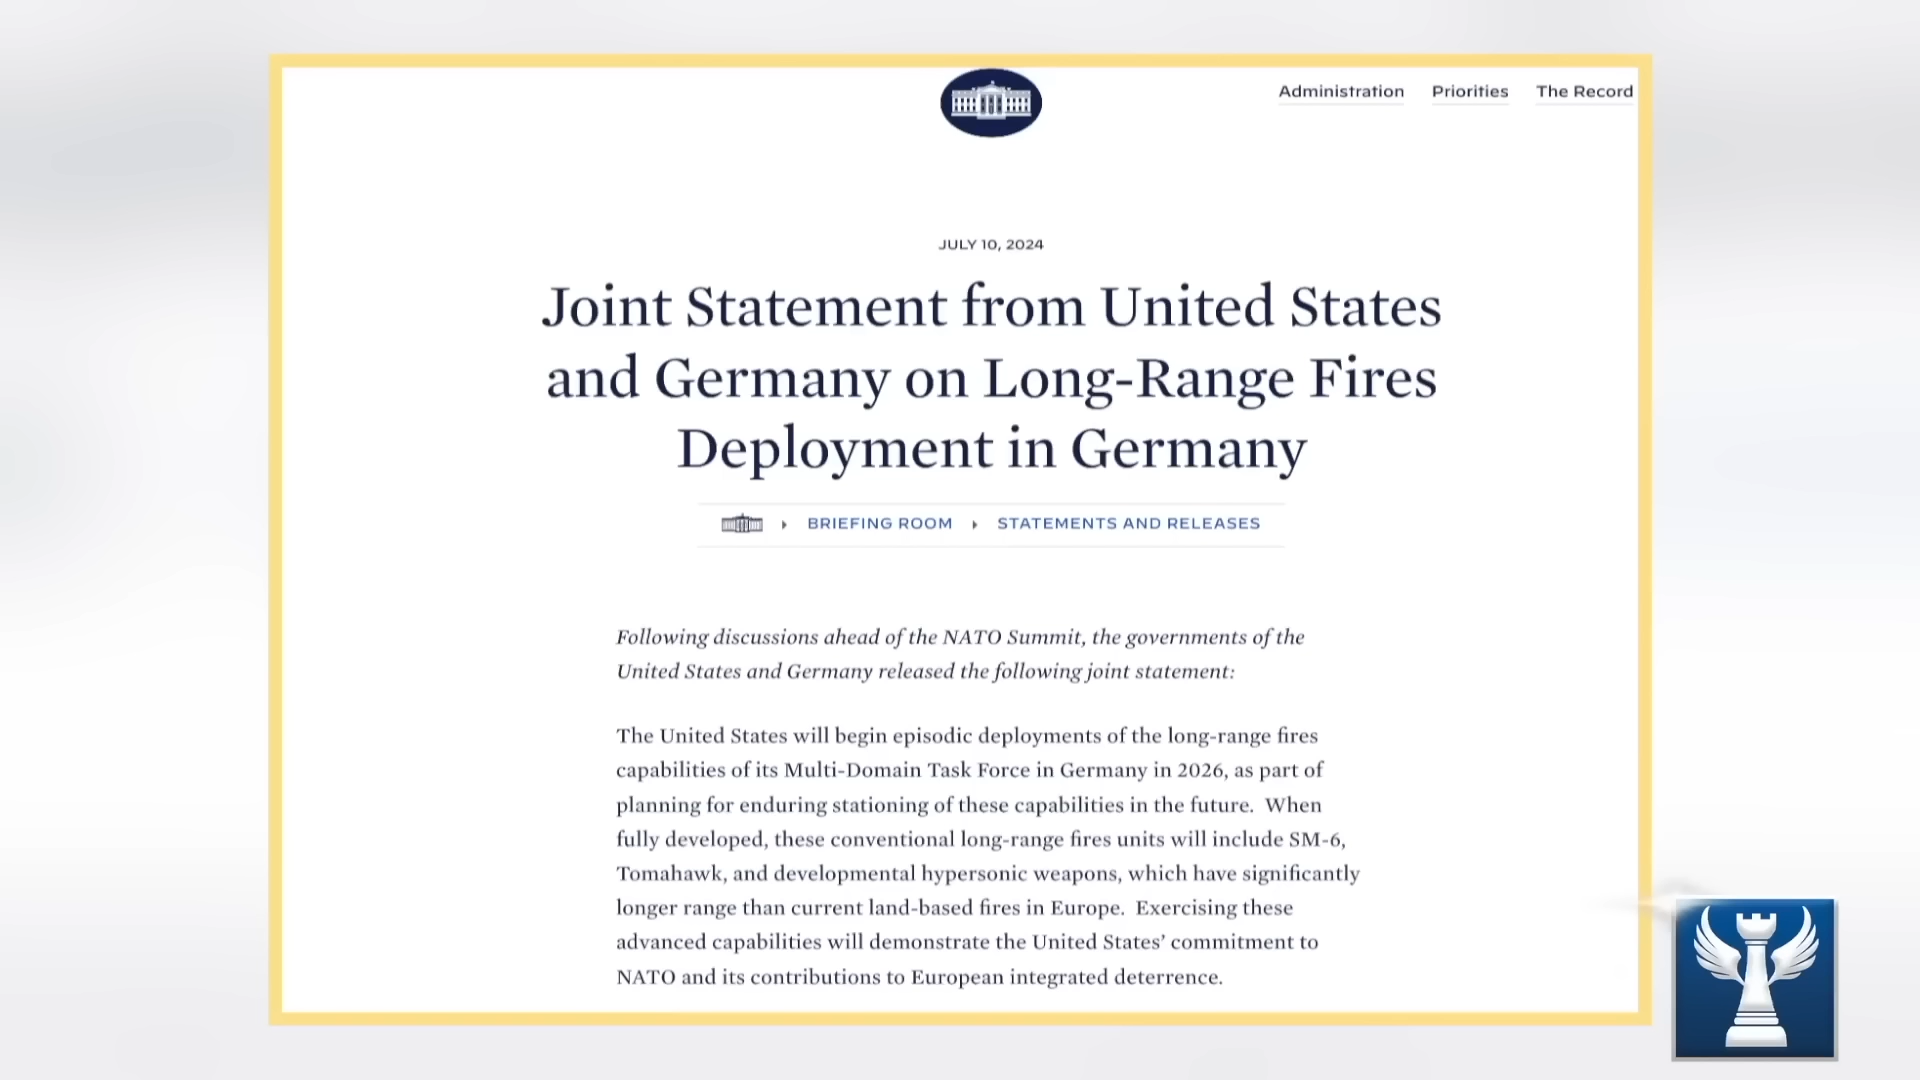 Administration Priorities The Record
JULY 10, 2024
Joint Statement from United States
and Germany on Long-Range Fires
Deployment in Germany
BRIEFING ROOM STATEMENTS AND RELEASES
Following discussions ahead of the NATO Summit, the governments of the
United States and Germany released the following joint statement:
The United States will begin episodic deployments of the long-range fires
capabilities of its Multi-Domain Task Force in Germany in 2026, as part of
planning for enduring stationing of these capabilities in the future.  When
fully developed, these conventional long-range fires units will include SM-6,
Tomahawk, and developmental hypersonic weapons, which have significantly
longer range than current land-based fires in Europe.  Exercising these
advanced capabilities will demonstrate the United States’ commitment to
NATO and its contributions to European integrated deterrence.